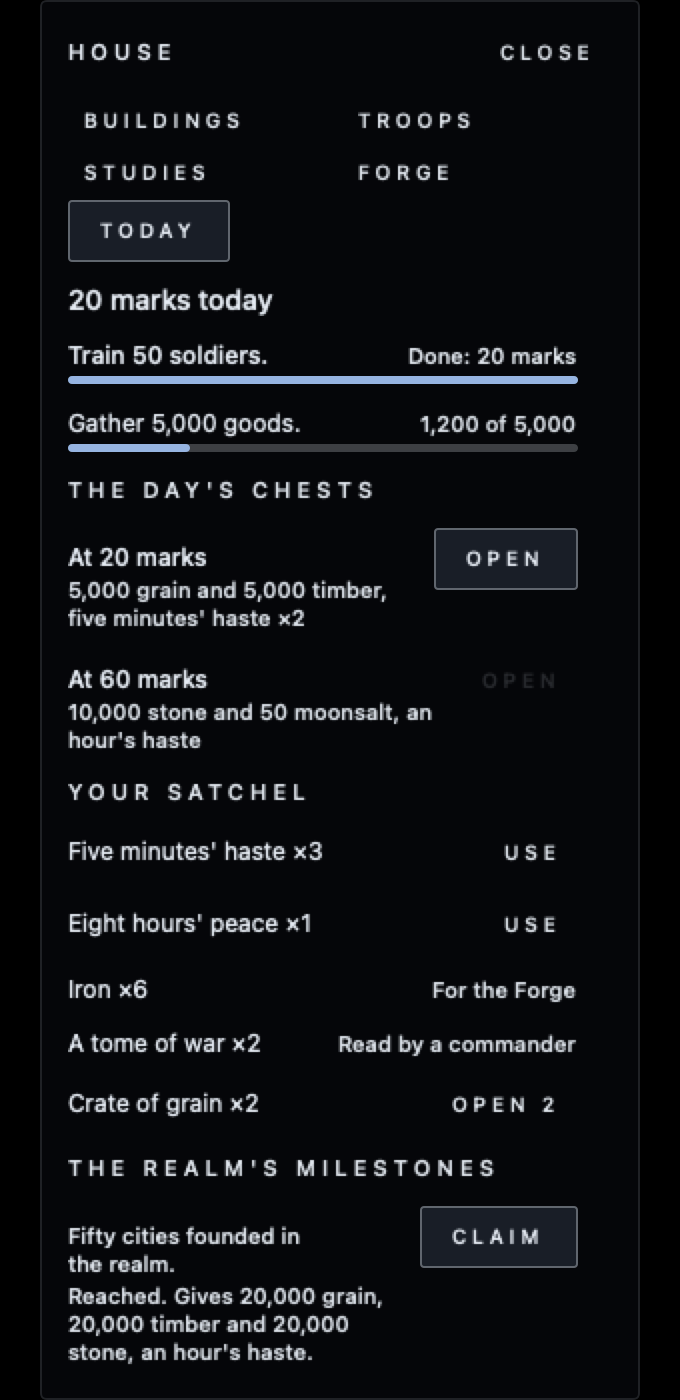 HOUSE CLOSE
BUILDINGS TROOPS
STUDIES FORGE
TODAY
20 marks today
Train 50 soldiers. Done: 20 marks
Gather 5,000 goods. 1,200 of 5,000
THE DAY'S CHESTS
At 20 marks OPEN
5,000 grain and 5,000 timber,
five minutes' haste ×2
At 60 marks OPEN
10,000 stone and 50 moonsalt, an
hour's haste
YOUR SATCHEL
Five minutes' haste ×3 USE
Eight hours' peace ×1 USE
Iron ×6 For the Forge
A tome of war ×2 Read by a commander
Crate of grain ×2 OPEN 2
THE REALM'S MILESTONES
Fifty cities founded in CLAIM
the realm.
Reached. Gives 20,000 grain,
20,000 timber and 20,000
stone, an hour's haste.